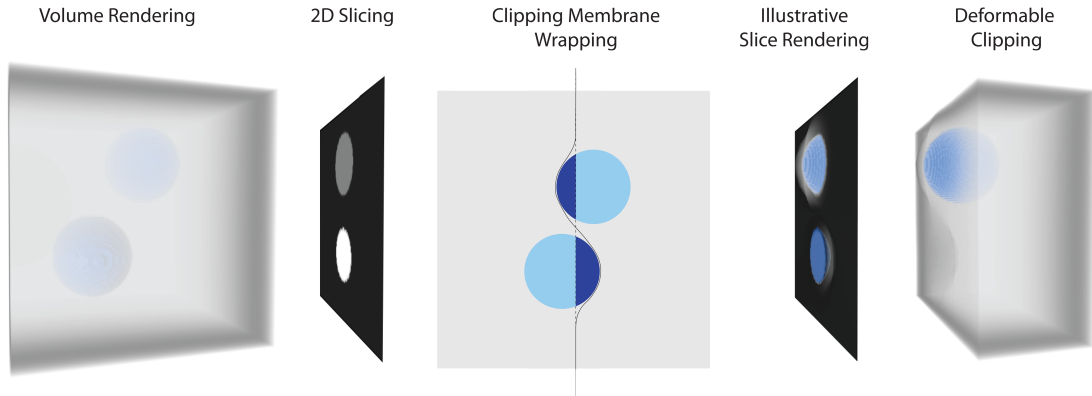 Volume Rendering
2D Slicing
Clipping Membrane
Wrapping
Illustrative
Slice Rendering
Deformable
Clipping